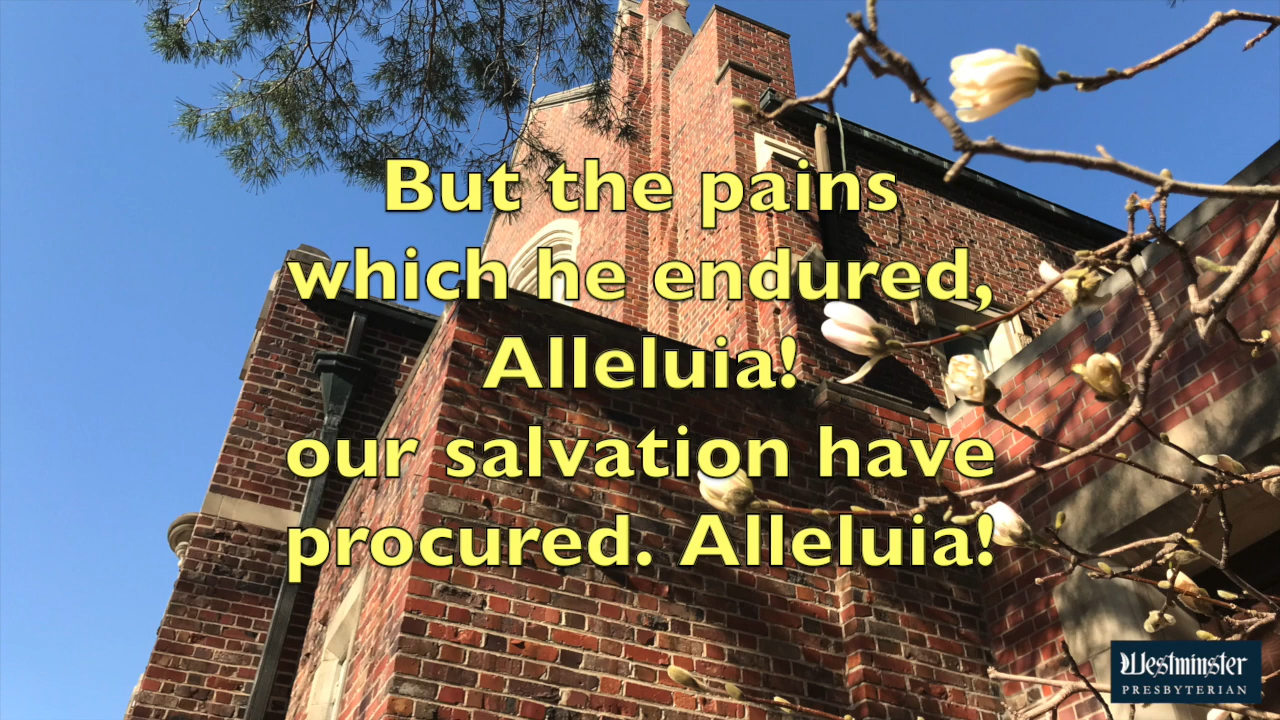 But the pains
which he endured,
Alleluia!
our salvation have
procured. Alleluia!
Westminster
PRESBYTERIAN